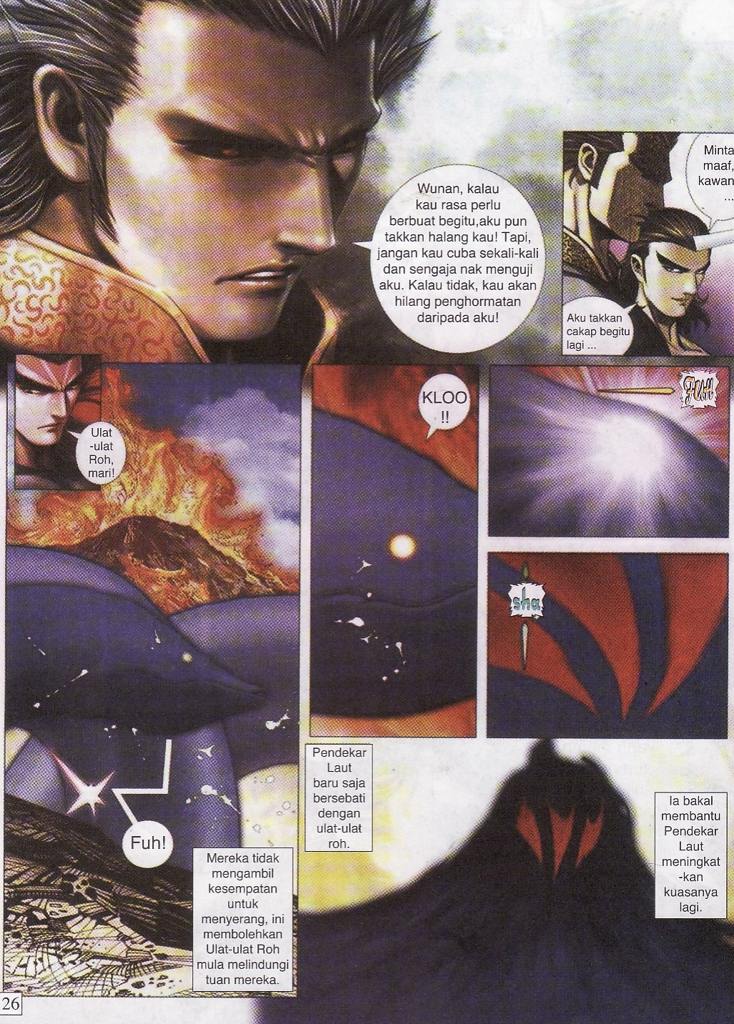 Wunan, kalau
kau rasa perlu
berbuat begitu,aku pun
takkan halang kau! Tapi,
jangan kau cuba sekali-kali
dan sengaja nak menguji
aku. Kalau tidak, kau akan
hilang penghormatan
daripada aku!
Minta
maaf,
kawan
...
Aku takkan
cakap begitu
lagi ...
Ulat
-ulat
Roh,
mari!
KLOO
!!
FUH
sha
Fuh!
Mereka tidak
mengambil
kesempatan
untuk
menyerang, ini
membolehkan
Ulat-ulat Roh
mula melindungi
tuan mereka.
Pendekar
Laut
baru saja
bersebati
dengan
ulat-ulat
roh.
Ia bakal
membantu
Pendekar
Laut
meningkat
-kan
kuasanya
lagi.
26